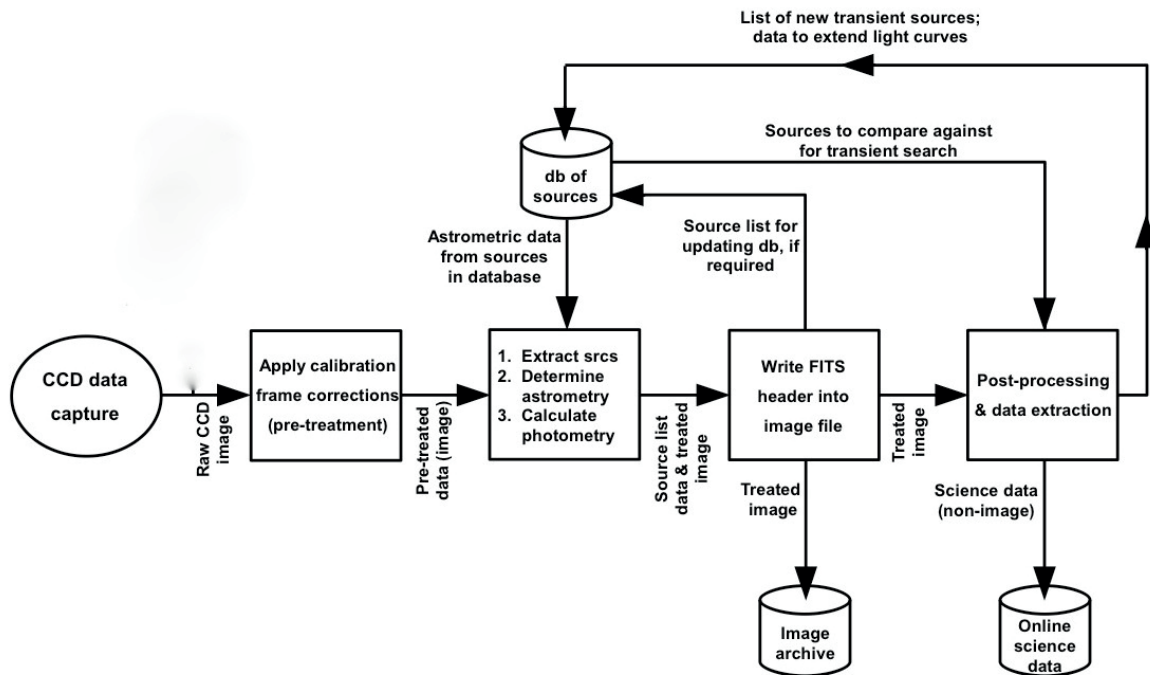 List of new transient sources;
data to extend light curves
Sources to compare against
for transient search
db of
sources
Astrometric data
from sources
in database
Source list for
updating db, if
required
CCD data
capture
Raw CCD
image
Apply calibration
frame corrections
(pre-treatment)
Pre-treated
data (image)
1. Extract srcs
2. Determine
astrometry
3. Calculate
photometry
Source list
data & treated
image
Write FITS
header into
image file
Treated
image
Post-processing
& data extraction
Treated
image
Science data
(non-image)
Image
archive
Online
science
data